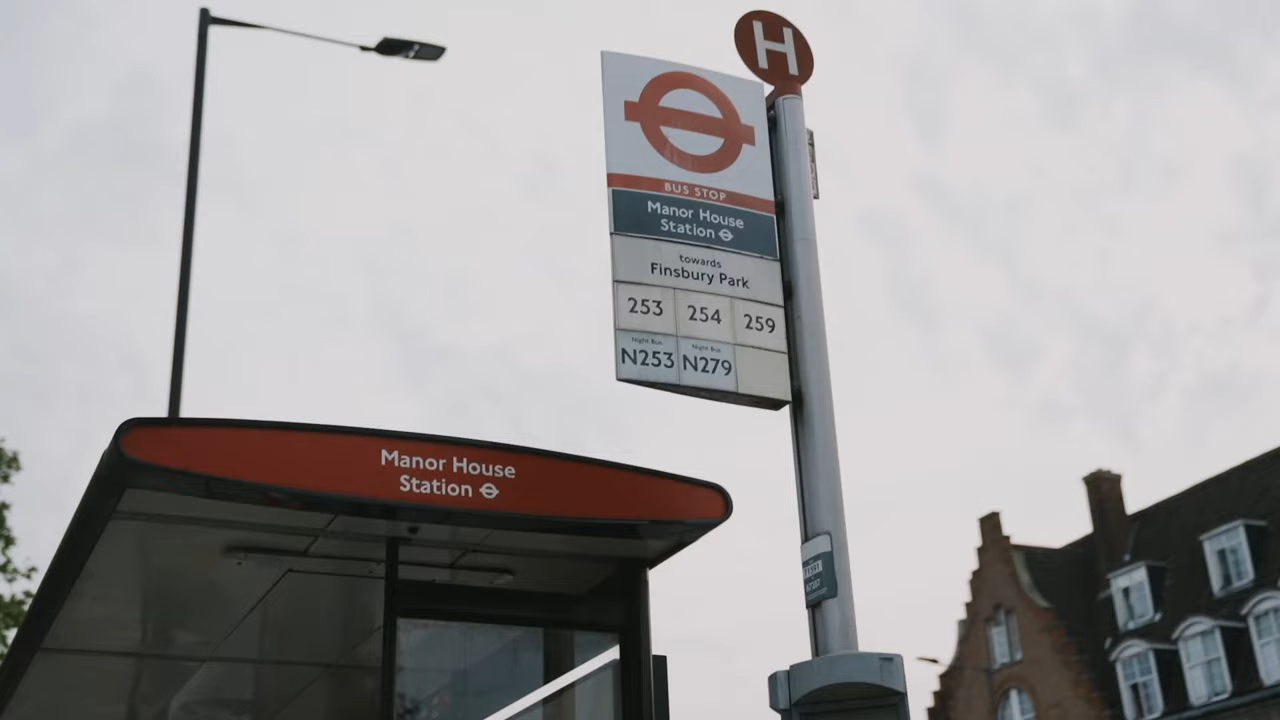 H
BUS STOP
Manor House
Station
towards
Finsbury Park
253 254 259
Night Bus Night Bus
N253 N279
Manor House
Station